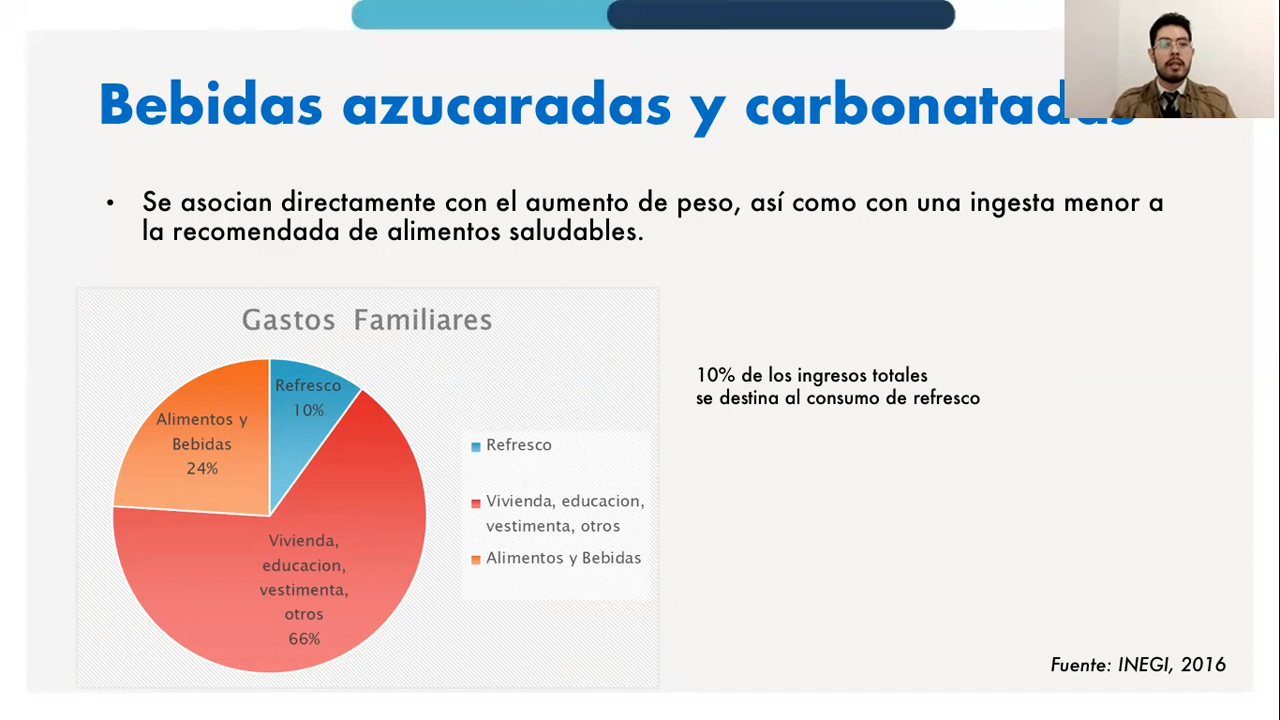 Bebidas azucaradas y carbonatadas
• Se asocian directamente con el aumento de peso, así como con una ingesta menor a
la recomendada de alimentos saludables.
Gastos Familiares
Refresco
10%
Alimentos y
Bebidas
24%
Vivienda,
educacion,
vestimenta,
otros
66%
Refresco
Vivienda, educacion,
vestimenta, otros
Alimentos y Bebidas
10% de los ingresos totales
se destina al consumo de refresco
Fuente: INEGI, 2016